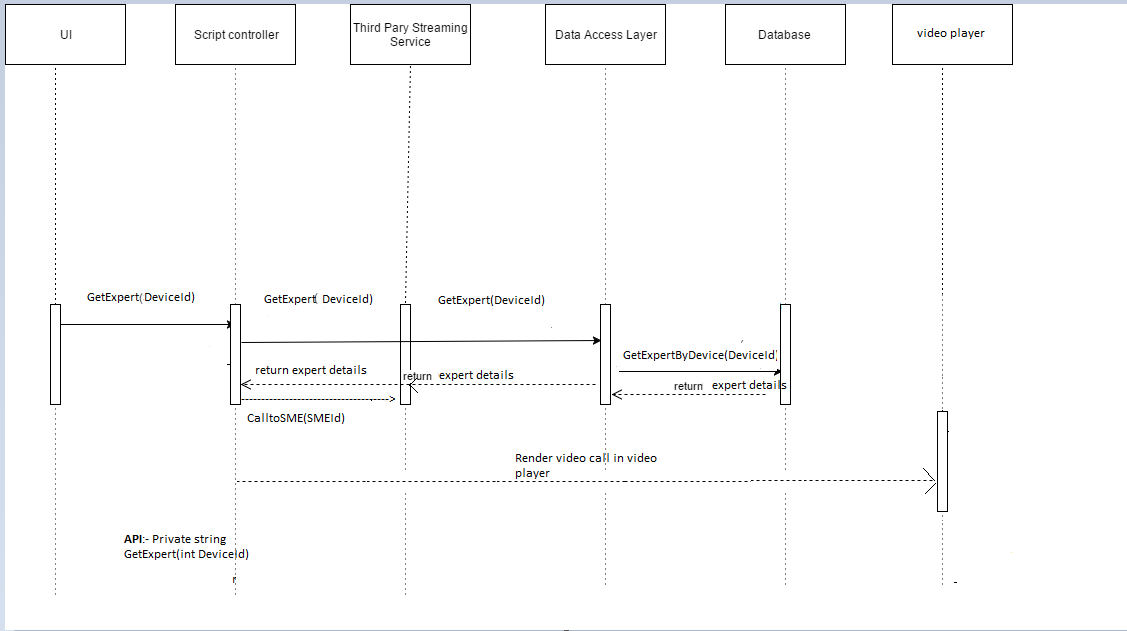 UI
Script controller
Third Pary Streaming
Service
Data Access Layer
Database
video player
GetExpert(DeviceId)
GetExpert( DeviceId)
GetExpert(DeviceId)
GetExpertByDevice(DeviceId)
return expert details
return expert details
return expert details
CalltoSME(SMEId)
Render video call in video
player
API:- Private string
GetExpert(int DeviceId)